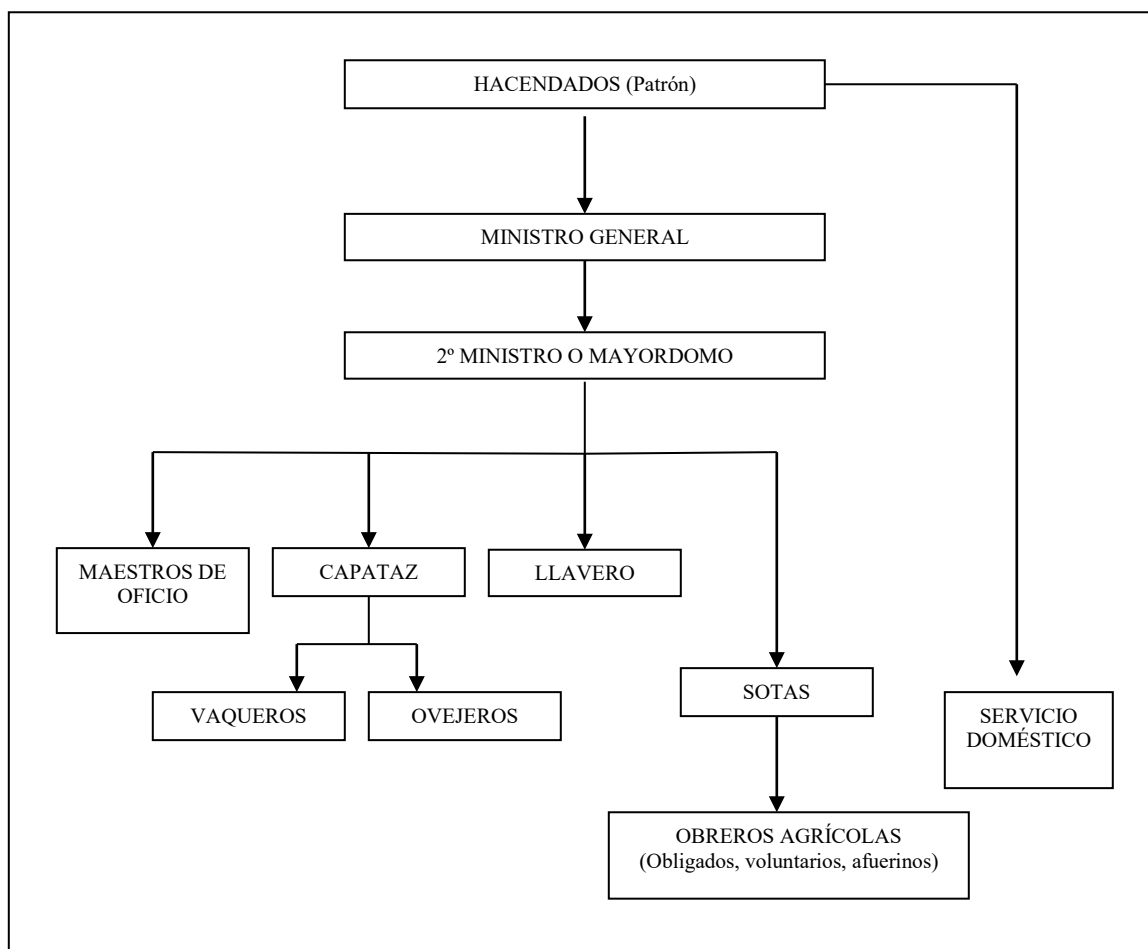 HACENDADOS (Patrón)
MINISTRO GENERAL
2º MINISTRO O MAYORDOMO
MAESTROS DE
OFICIO
CAPATAZ
LLAVERO
VAQUEROS
OVEJEROS
SOTAS
SERVICIO
DOMÉSTICO
OBREROS AGRÍCOLAS
(Obligados, voluntarios, afuerinos)